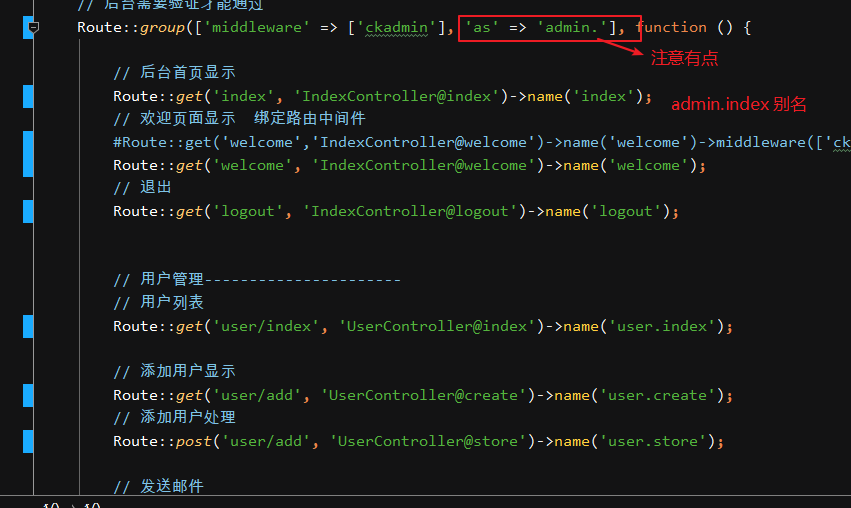 // 后台需要验证才能通过
Route::group(['middleware' => ['ckadmin'], 'as' => 'admin.'], function () {
注意有点
// 后台首页显示
Route::get('index', 'IndexController@index')->name('index');
admin.index 别名
// 欢迎页面显示 绑定路由中间件
#Route::get('welcome','IndexController@welcome')->name('welcome')->middleware(['ck
Route::get('welcome', 'IndexController@welcome')->name('welcome');
// 退出
Route::get('logout', 'IndexController@logout')->name('logout');
// 用户管理----------------------
// 用户列表
Route::get('user/index', 'UserController@index')->name('user.index');
// 添加用户显示
Route::get('user/add', 'UserController@create')->name('user.create');
// 添加用户处理
Route::post('user/add', 'UserController@store')->name('user.store');
// 发送邮件